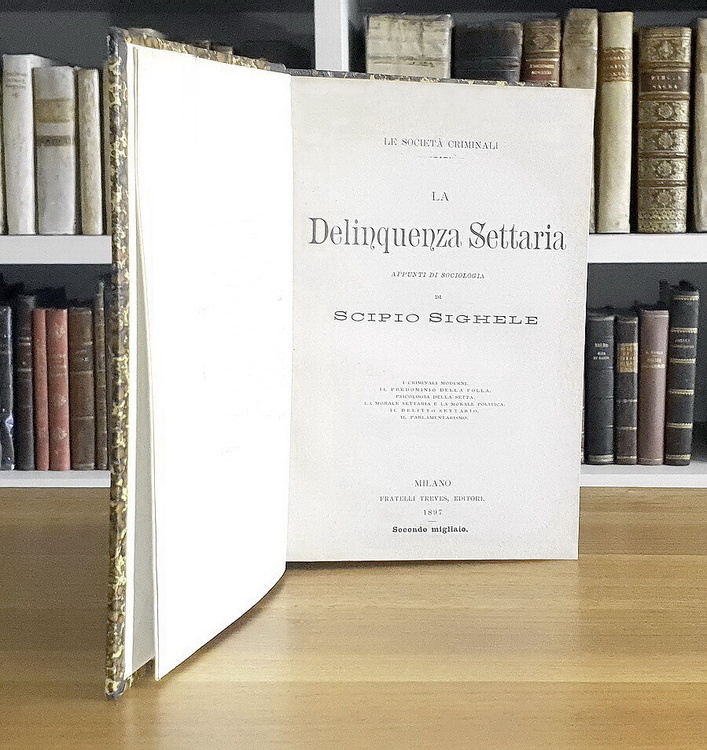 LE SOCIETÀ CRIMINALI
LA
Delinquenza Settaria
APPUNTI DI SOCIOLOGIA
DI
SCIPIO SIGHELE
I CRIMINALI MODERNI.
IL PREDOMINIO DELLA FOLLA.
PSICOLOGIA DELLA SETTA.
LA MORALE SETTARIA E LA MORALE POLITICA.
IL DELITTO SETTARIO.
IL PARLAMENTARISMO.
MILANO
FRATELLI TREVES, EDITORI.
1897
Secondo migliaio.
BIBLIA
SACRA